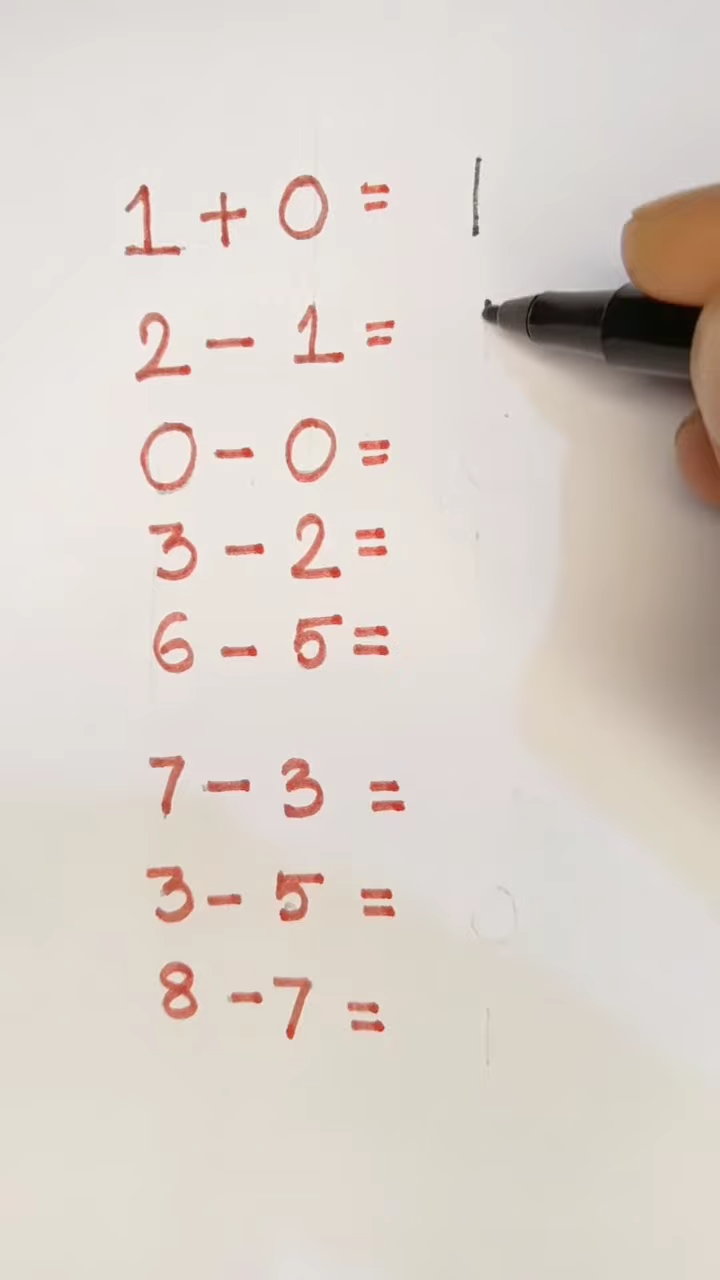 1 + 0 = 1
2 - 1 =
0 - 0 =
3 - 2 =
6 - 5 =
7 - 3 =
3 - 5 =
8 - 7 =